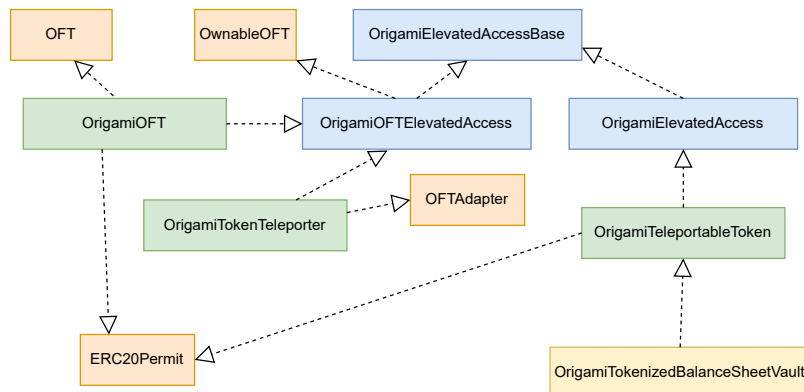 OFT
OwnableOFT
OrigamiElevatedAccessBase
OrigamiOFT
OrigamiOFTElevatedAccess
OrigamiElevatedAccess
OrigamiTokenTeleporter
OFTAdapter
OrigamiTeleportableToken
ERC20Permit
OrigamiTokenizedBalanceSheetVault